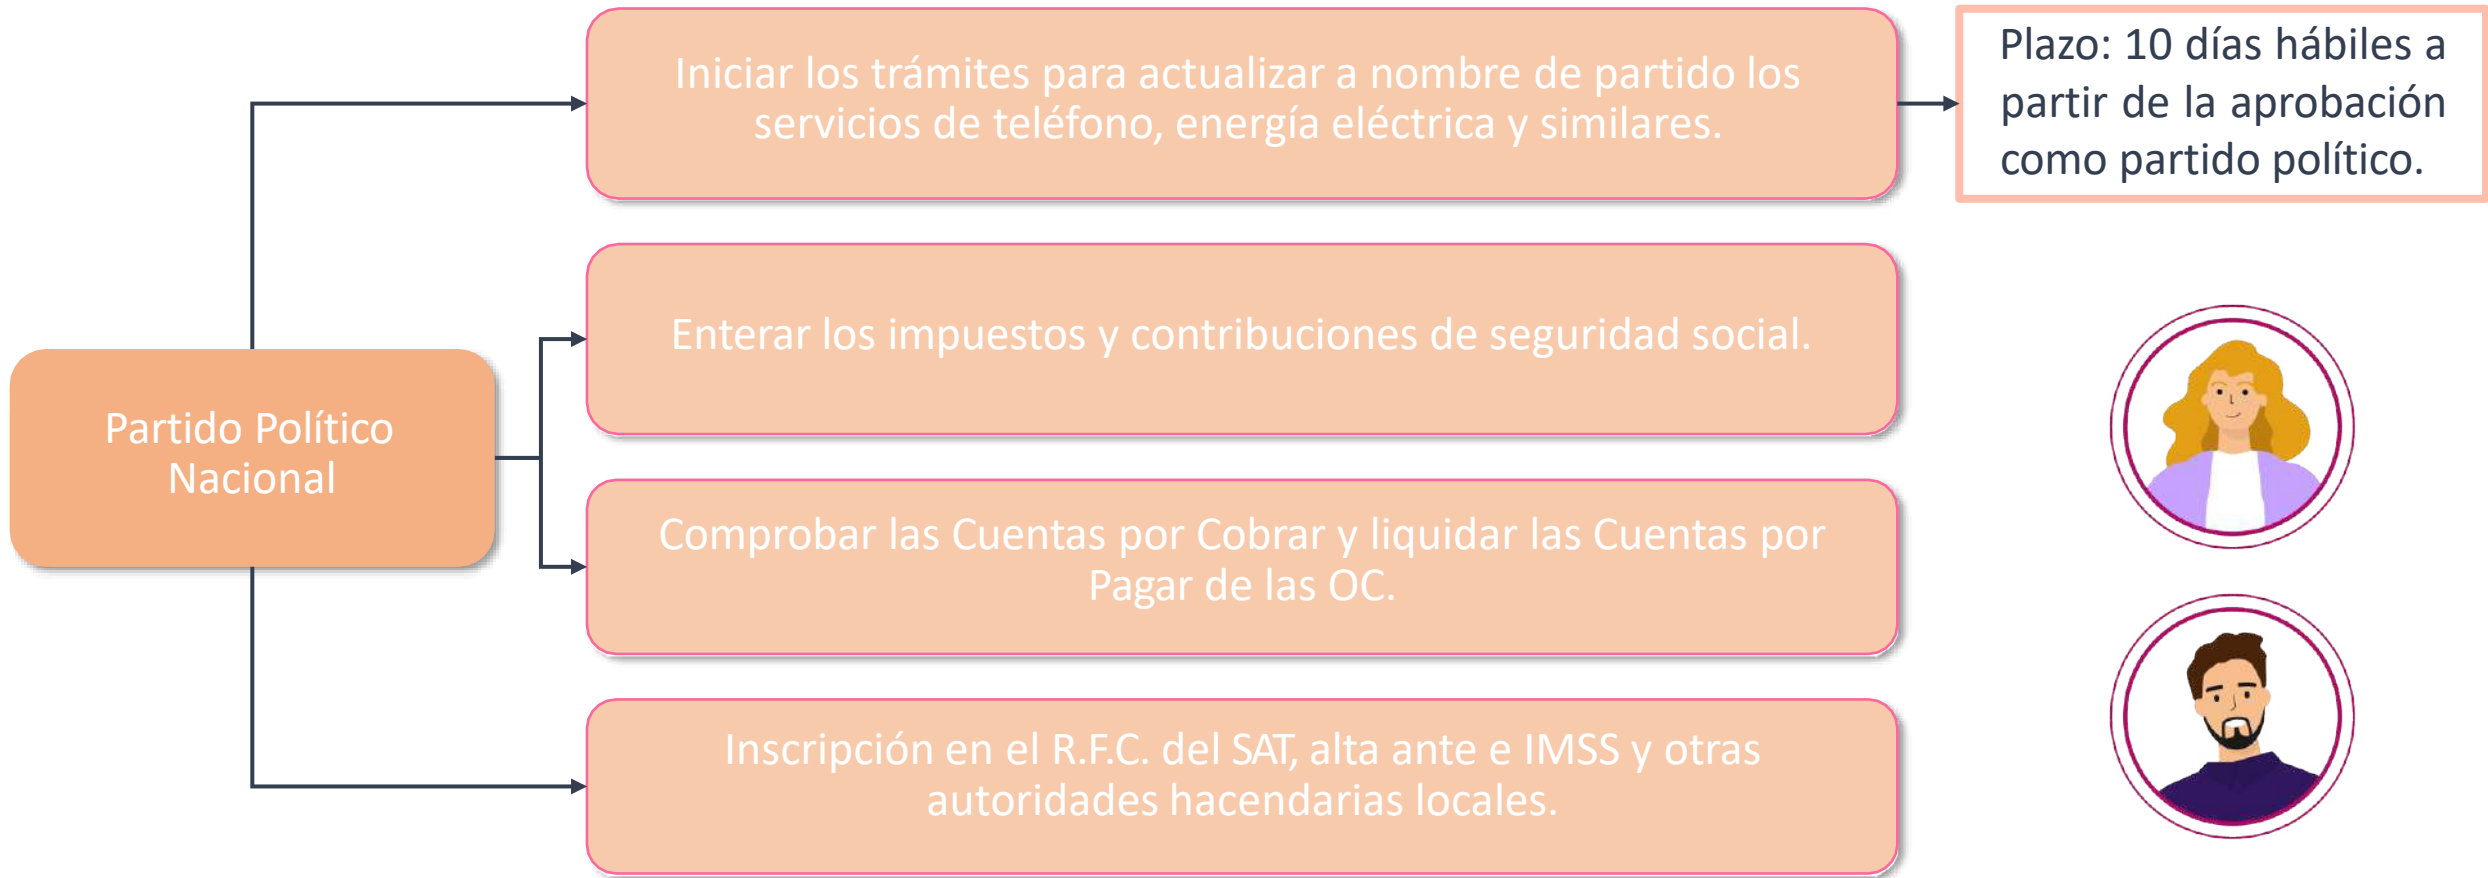 Iniciar los trámites para actualizar a nombre de partido los
servicios de teléfono, energía eléctrica y similares.
Plazo: 10 días hábiles a
partir de la aprobación
como partido político.
Enterar los impuestos y contribuciones de seguridad social.
Partido Político
Nacional
Comprobar las Cuentas por Cobrar y liquidar las Cuentas por
Pagar de las OC.
Inscripción en el R.F.C. del SAT, alta ante e IMSS y otras
autoridades hacendarias locales.